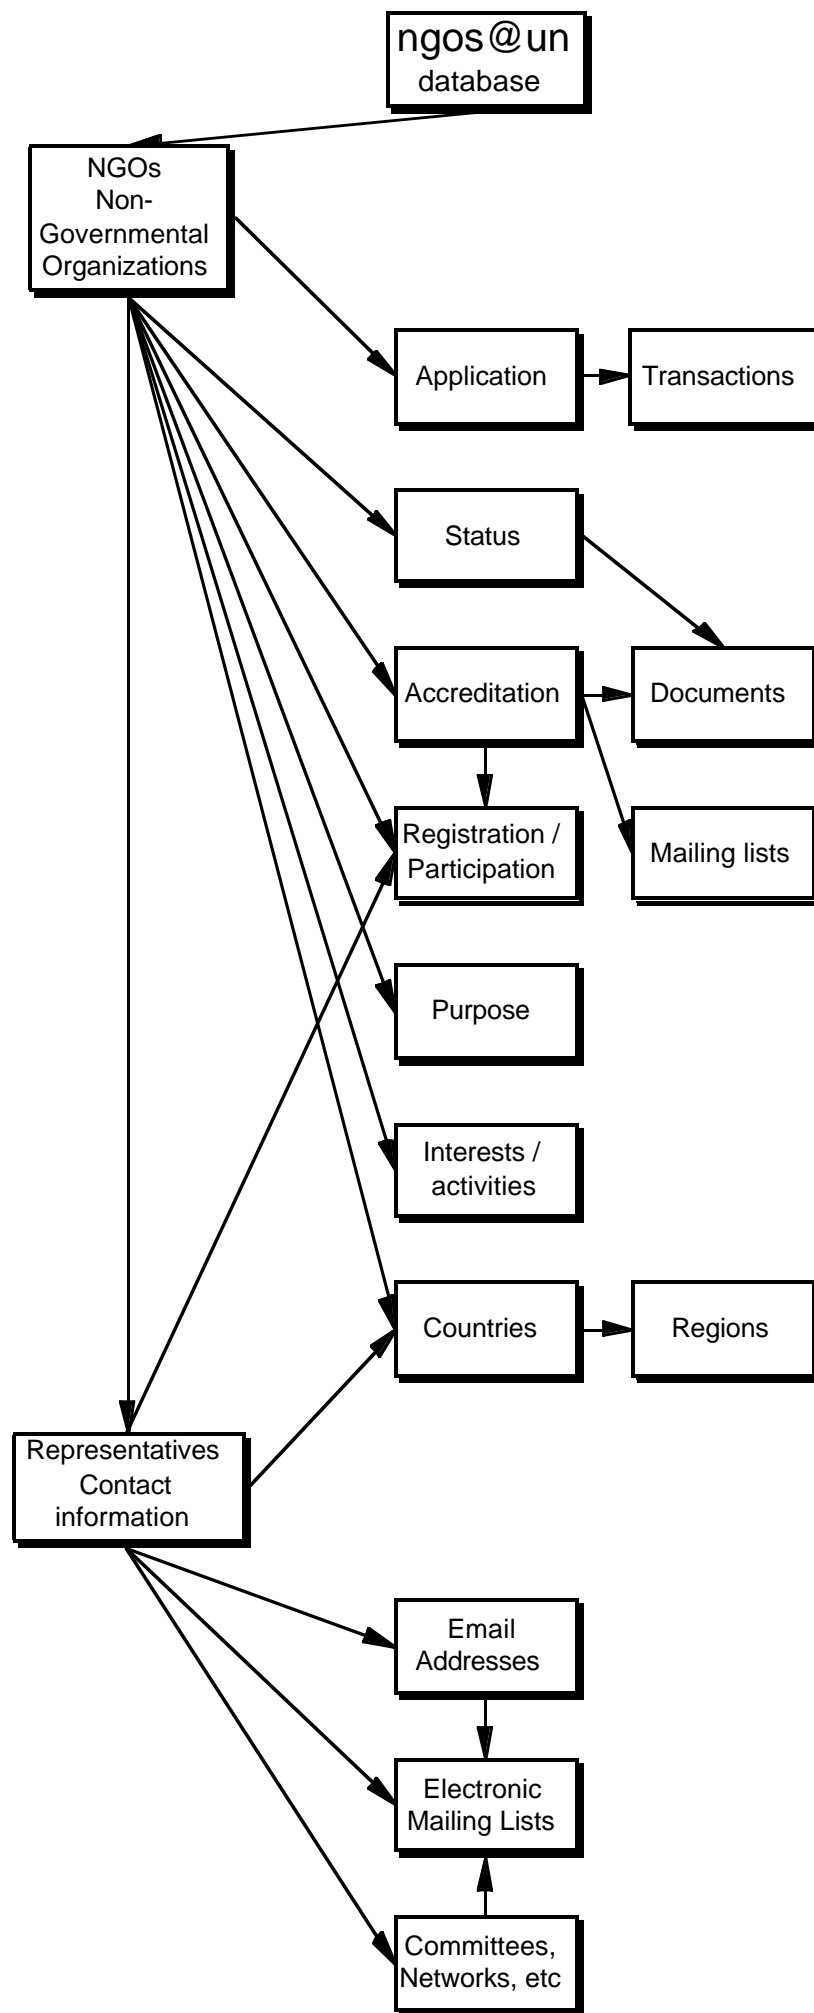 ngos@un
database
NGOs
Non-
Governmental
Organizations
Application
Transactions
Status
Accreditation
Documents
Registration /
Participation
Mailing lists
Purpose
Interests /
activities
Countries
Regions
Representatives
Contact
information
Email
Addresses
Electronic
Mailing Lists
Committees,
Networks, etc